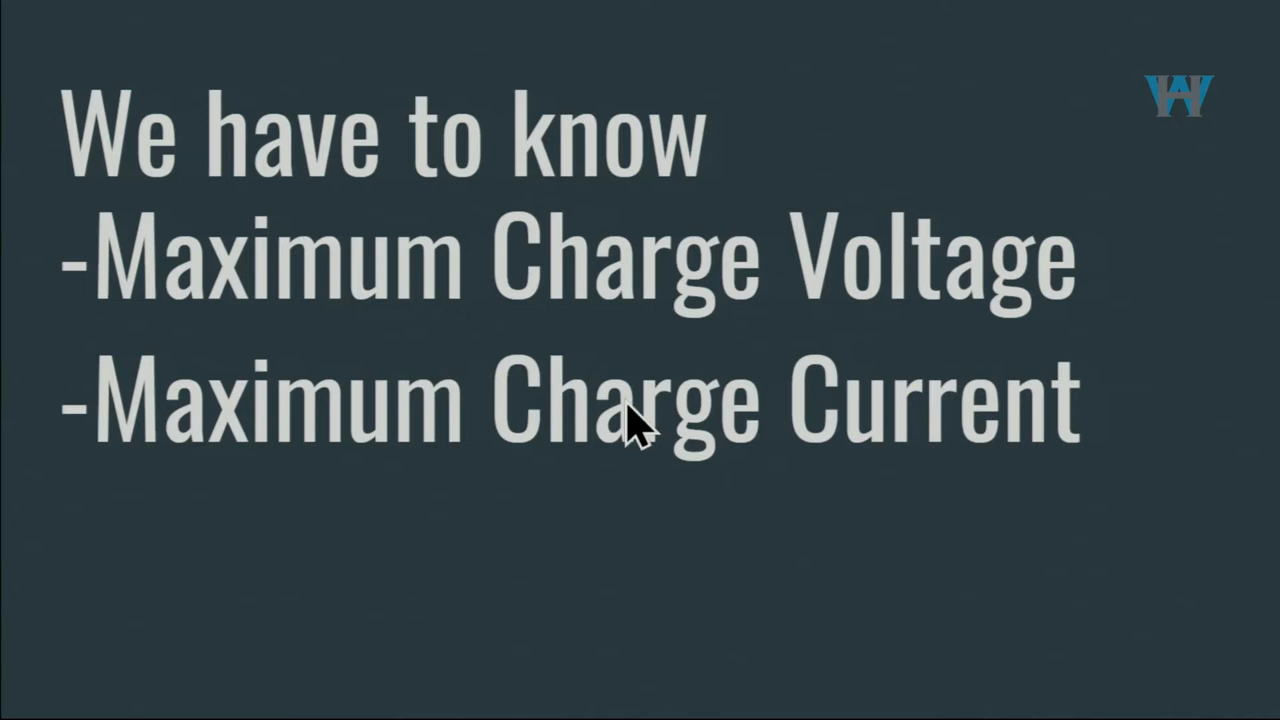 We have to know
-Maximum Charge Voltage
-Maximum Charge Current